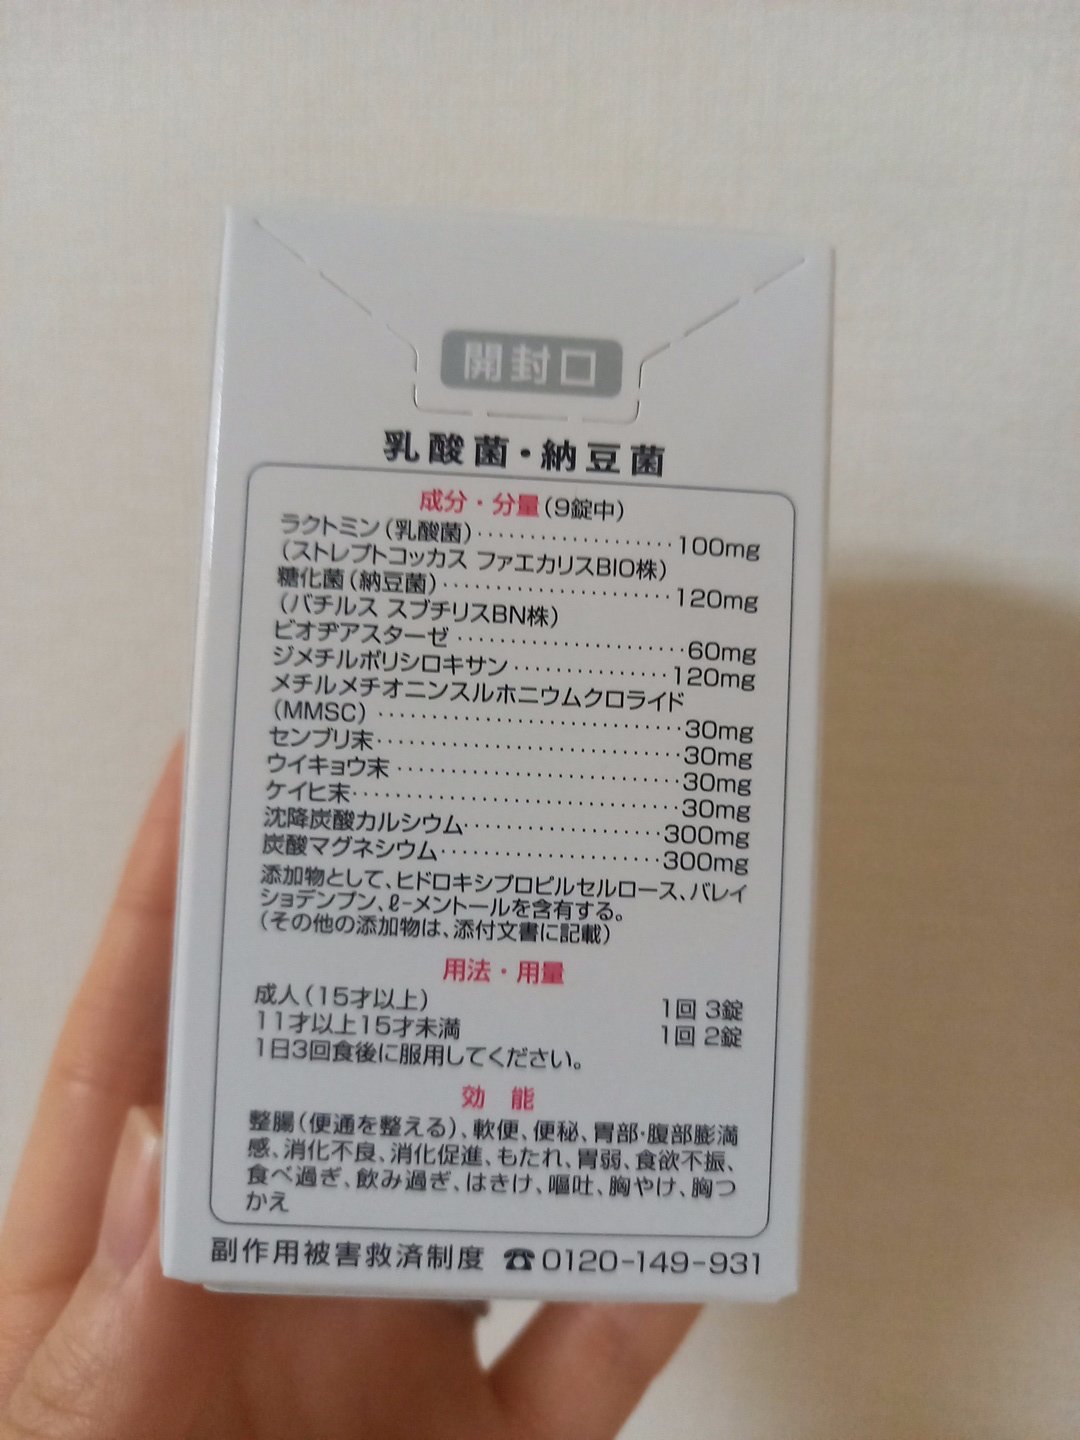 開封口
乳酸菌・納豆菌
成分・分量(9錠中)
ラクトミン(乳酸菌)・・・・・・・・・・・・・・・・・・100mg
(ストレプトコッカス ファエカリスBIO株)
糖化菌(納豆菌)・・・・・・・・・・・・・・・・・・・・・120mg
(バチルス スブチリスBN株)
ビオヂアスターゼ・・・・・・・・・・・・・・・・・・・・・60mg
ジメチルポリシロキサン・・・・・・・・・・・・・・120mg
メチルメチオニンスルホニウムクロライド
(MMSC)・・・・・・・・・・・・・・・・・・・・・・・・・・・・30mg
センブリ末・・・・・・・・・・・・・・・・・・・・・・・・・・・・30mg
ウイキョウ末・・・・・・・・・・・・・・・・・・・・・・・・・・30mg
ケイヒ末・・・・・・・・・・・・・・・・・・・・・・・・・・・・・・30mg
沈降炭酸カルシウム・・・・・・・・・・・・・・・・・・300mg
炭酸マグネシウム・・・・・・・・・・・・・・・・・・・・300mg
添加物として、ヒドロキシプロピルセルロース、バレイ
ショデンプン、ℓ-メントールを含有する。
(その他の添加物は、添付文書に記載)
用法・用量
成人(15才以上) 1回 3錠
11才以上15才未満 1回 2錠
1日3回食後に服用してください。
効 能
整腸(便通を整える)、軟便、便秘、胃部・腹部膨満
感、消化不良、消化促進、もたれ、胃弱、食欲不振、
食べ過ぎ、飲み過ぎ、はきけ、嘔吐、胸やけ、胸つ
かえ
副作用被害救済制度 ☎0120-149-931